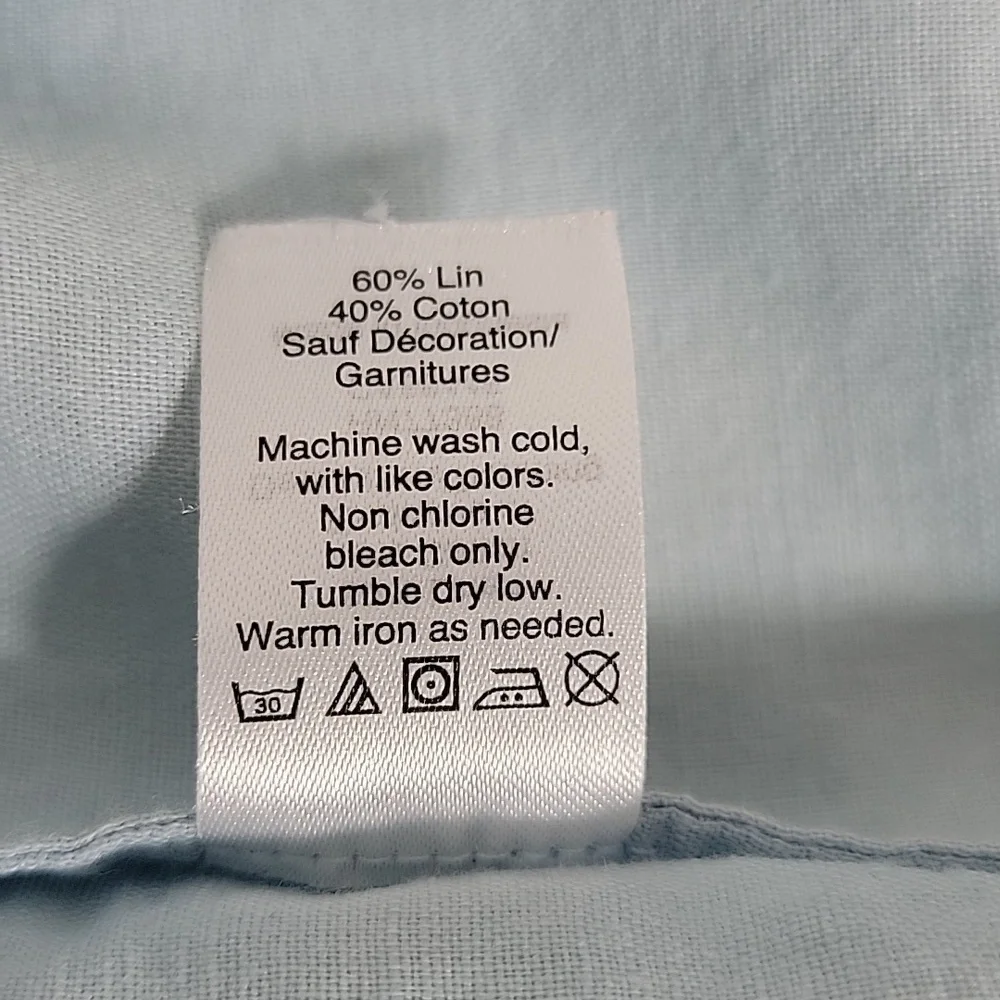 60% Lin
40% Coton
Sauf Décoration/
Garnitures
Machine wash cold,
with like colors.
Non chlorine
bleach only.
Tumble dry low.
Warm iron as needed.
30